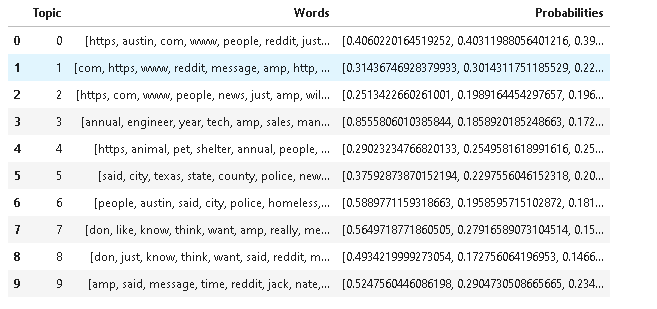 Topic Words Probabilities
0 0 [https, austin, com, www, people, reddit, just... [0.4060220164519252, 0.40311988056401216, 0.39...
1 1 [com, https, www, reddit, message, amp, http, ... [0.31436746928379933, 0.3014311751185529, 0.22...
2 2 [https, com, www, people, news, just, amp, wil... [0.2513422660261001, 0.1989164454297657, 0.196...
3 3 [annual, engineer, year, tech, amp, sales, man... [0.8555806010385844, 0.1858920185248663, 0.172...
4 4 [https, animal, pet, shelter, annual, people, ... [0.29023234766820133, 0.2549581618991616, 0.25...
5 5 [said, city, texas, state, county, police, new... [0.37592873870152194, 0.2297556046152318, 0.20...
6 6 [people, austin, said, city, police, homeless,... [0.5889771159318663, 0.1958595715102872, 0.181...
7 7 [don, like, know, think, want, amp, really, me... [0.5649718771860505, 0.27916589073104514, 0.15...
8 8 [don, just, know, think, want, said, reddit, m... [0.4934219999273054, 0.172756064196953, 0.1466...
9 9 [amp, said, message, time, reddit, jack, nate,... [0.5247560446086198, 0.2904730508665665, 0.234...